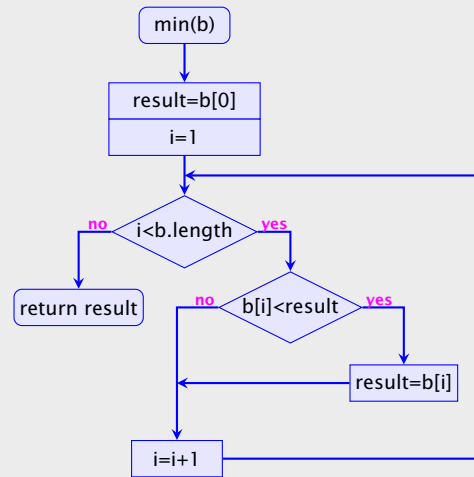 min(b)
result=b[0]
i=1
i<b.length
no
yes
return result
b[i]<result
no
yes
result=b[i]
i=i+1